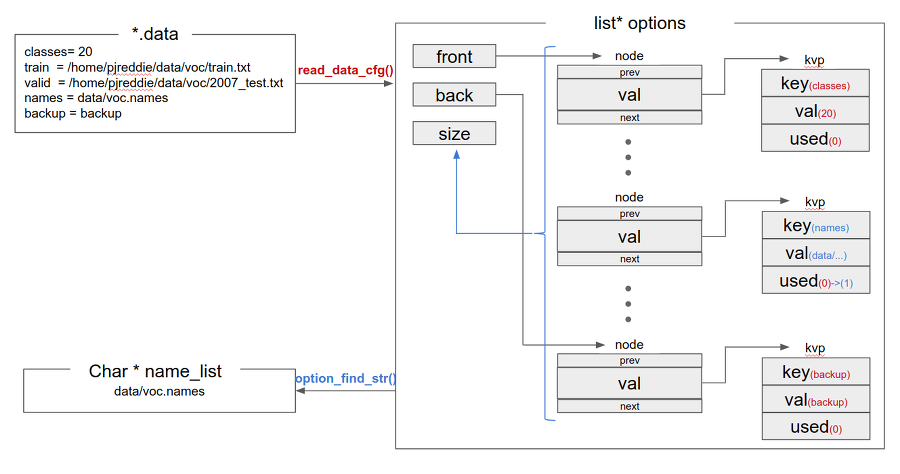 *.data
classes= 20
train = /home/pjreddie/data/voc/train.txt
valid = /home/pjreddie/data/voc/2007_test.txt
names = data/voc.names
backup = backup
read_data_cfg()
list* options
front
back
size
node
prev
val
next
kvp
key(classes)
val(20)
used(0)
node
prev
val
next
kvp
key(names)
val(data/...)
used(0)->(1)
node
prev
val
next
kvp
key(backup)
val(backup)
used(0)
option_find_str()
Char * name_list
data/voc.names